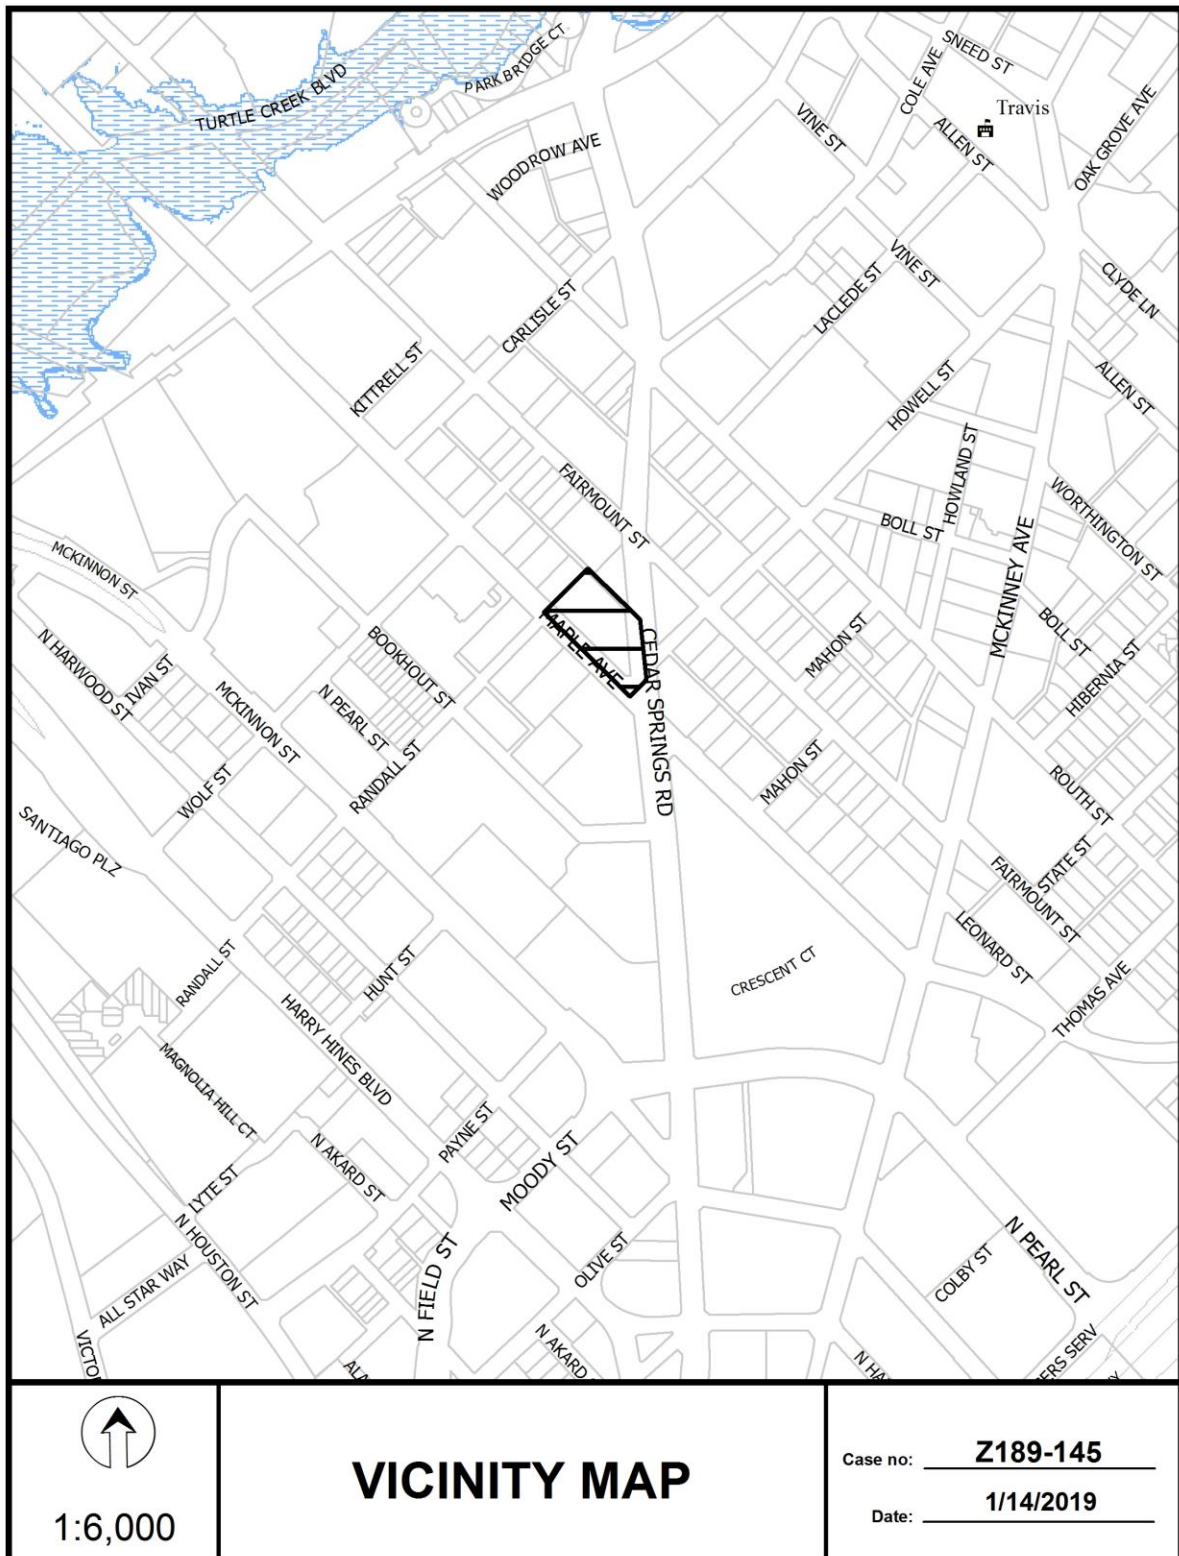 SNEED ST
PARK BRIDGE CT
COLE AVE
TURTLE CREEK BLVD
Travis
VINE ST
ALLEN ST
OAK GROVE AVE
WOODROW AVE
VINE ST
CLYDE LN
LACLEDE ST
CARLISLE ST
KITTRELL ST
ALLEN ST
HOWELL ST
HOWLAND ST
FAIRMOUNT ST
WORTHINGTON ST
BOLL ST
MCKINNON ST
MCKINNEY AVE
MAPLE AVE
CEDAR SPRINGS RD
MAHON ST
BOLL ST
HIBERNIA ST
N HARWOOD ST
IVAN ST
BOOKHOUT ST
N PEARL ST
MCKINNON ST
RANDALL ST
MAHON ST
ROUTH ST
WOLF ST
SANTIAGO PLZ
STATE ST
FAIRMOUNT ST
LEONARD ST
RANDALL ST
HUNT ST
CRESCENT CT
THOMAS AVE
HARRY HINES BLVD
MAGNOLIA HILL CT
PAYNE ST
N AKARD ST
MOODY ST
LYTE ST
N HOUSTON ST
N FIELD ST
OLIVE ST
N PEARL ST
COLBY ST
ALL STAR WAY
VICTO
ALA
N AKARD
N HA
ERS SERV
1:6,000
VICINITY MAP
Case no: Z189-145
Date: 1/14/2019